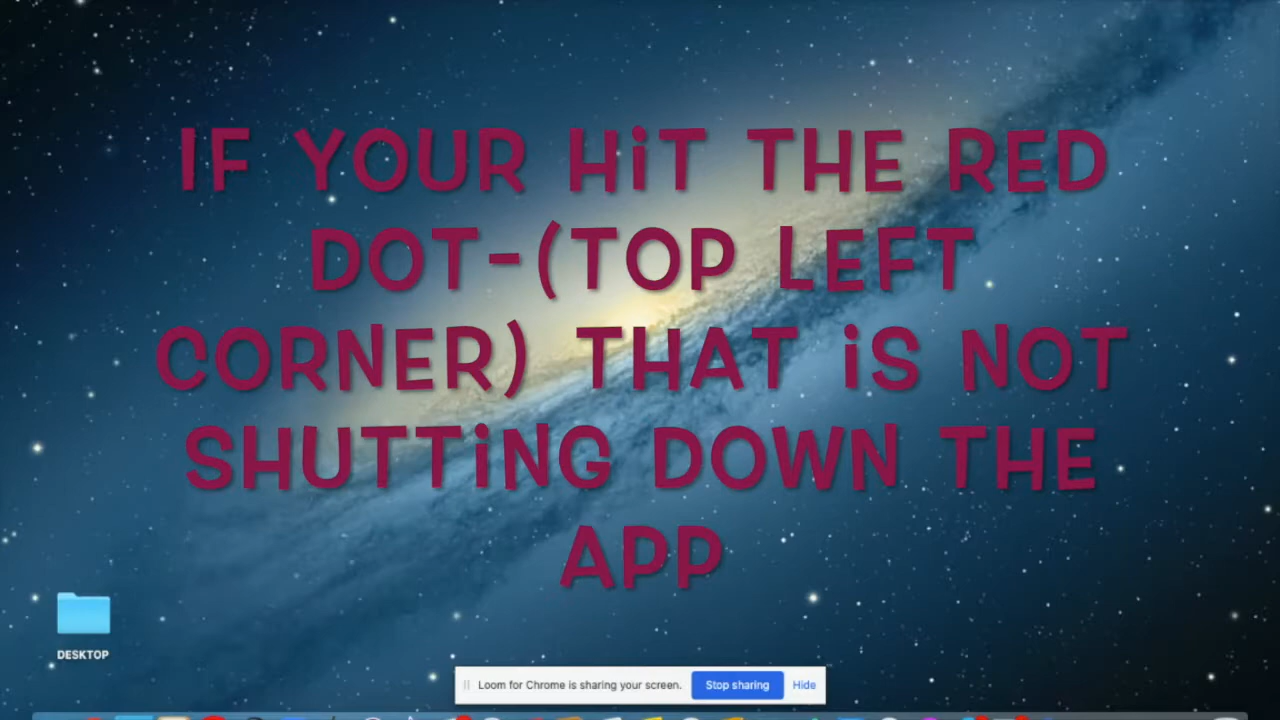 IF YOUR HiT THE RED
DOT-(TOP LEFT
CORNER) THAT iS NOT
SHUTTiNG DOWN THE
APP
DESKTOP
Loom for Chrome is sharing your screen. Stop sharing Hide